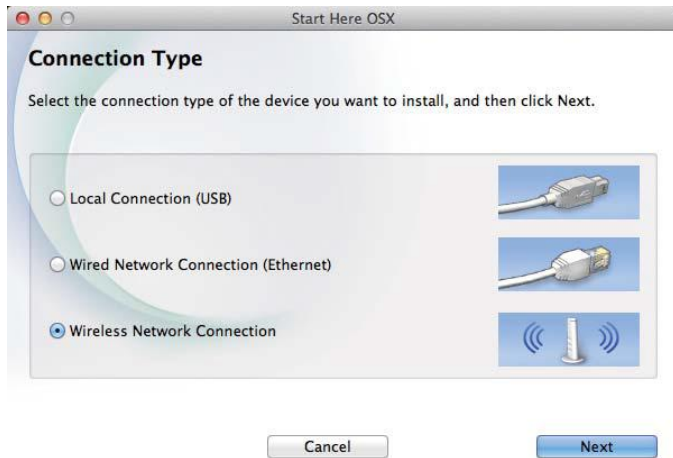 Start Here OSX
Connection Type
Select the connection type of the device you want to install, and then click Next.
Local Connection (USB)
Wired Network Connection (Ethernet)
Wireless Network Connection
Cancel
Next